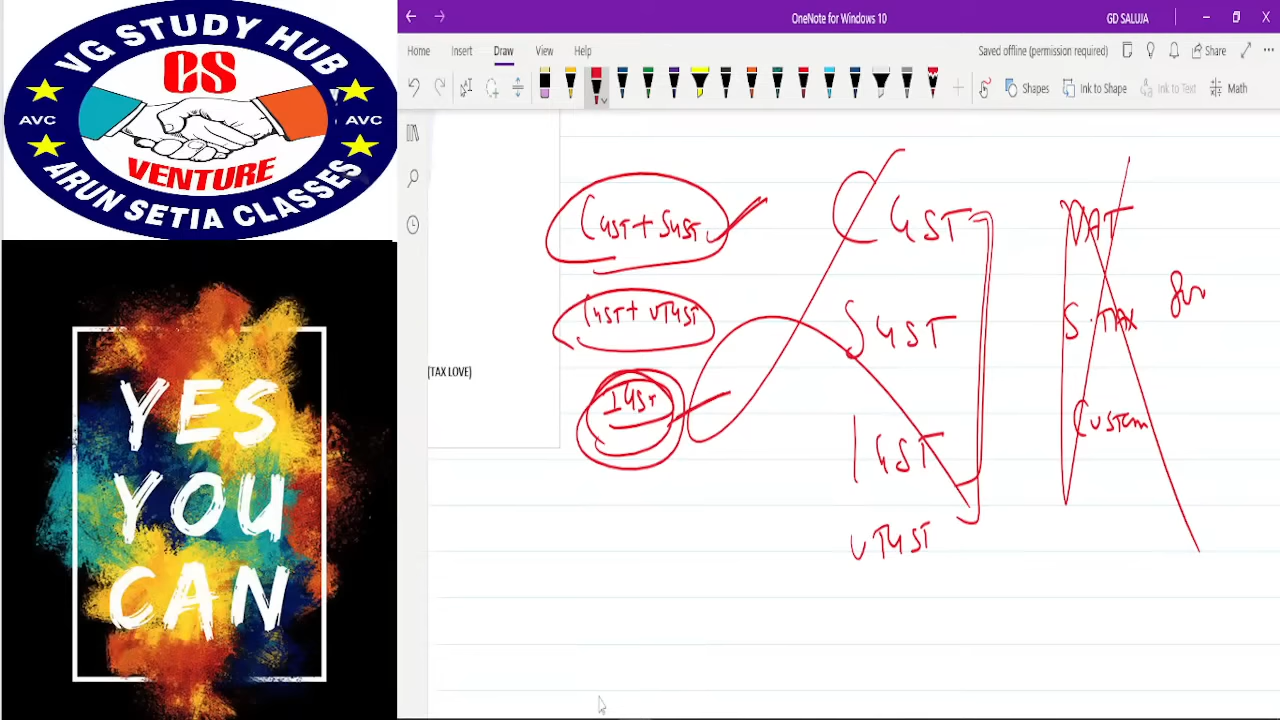 VG STUDY HUB
CS
AVC
AVC
VENTURE
ARUN SETIA CLASSES
YES
YOU
CAN
OneNote for Windows 10
GD SALUJA
Home Insert Draw View Help
Saved offline (permission required)
Share
Shapes
Ink to Shape
Ink to Text
Math
(TAX LOVE)
CGST + SGST
CGST + UTGST
IGST
CGST
SGST
IGST
UTGST
VAT
S.TAX
Custom